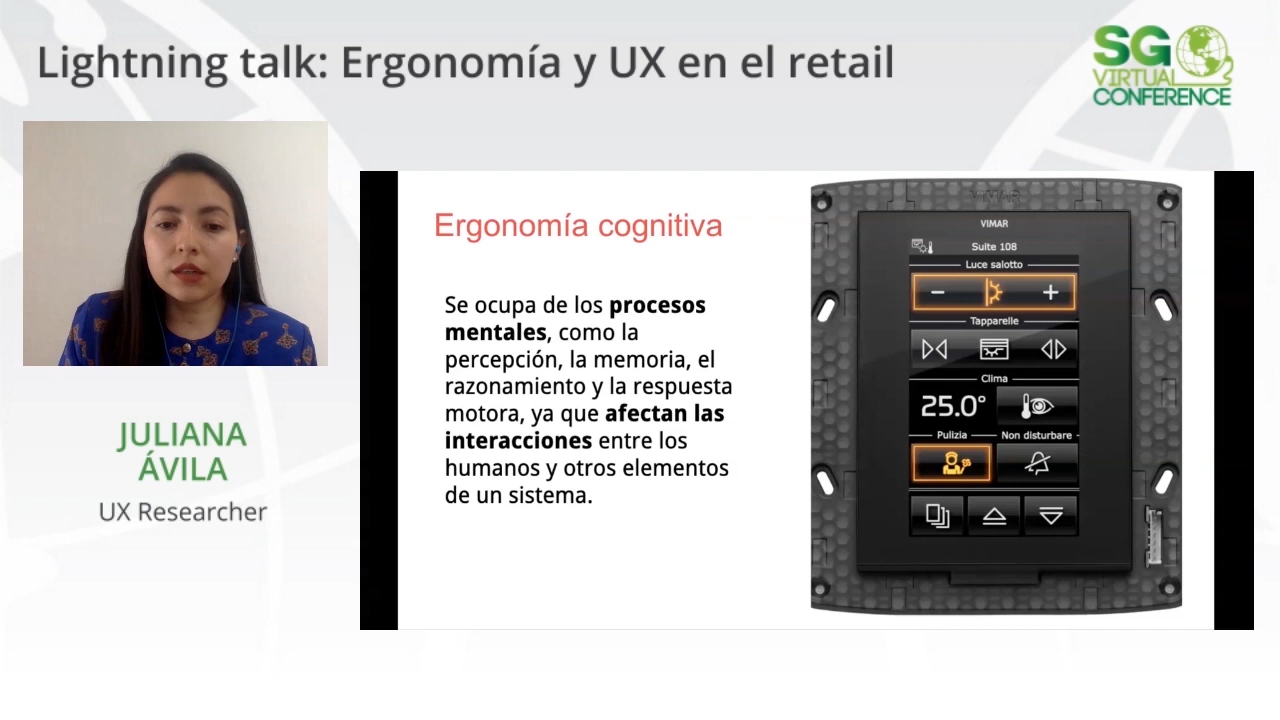 Lightning talk: Ergonomía y UX en el retail
SG
VIRTUAL
CONFERENCE
JULIANA
ÁVILA
UX Researcher
Ergonomía cognitiva
Se ocupa de los procesos
mentales, como la
percepción, la memoria, el
razonamiento y la respuesta
motora, ya que afectan las
interacciones entre los
humanos y otros elementos
de un sistema.
VIMAR
VIMAR
Suite 108
Luce salotto
Tapparelle
Clima
25.0°
Pulizia
Non disturbare